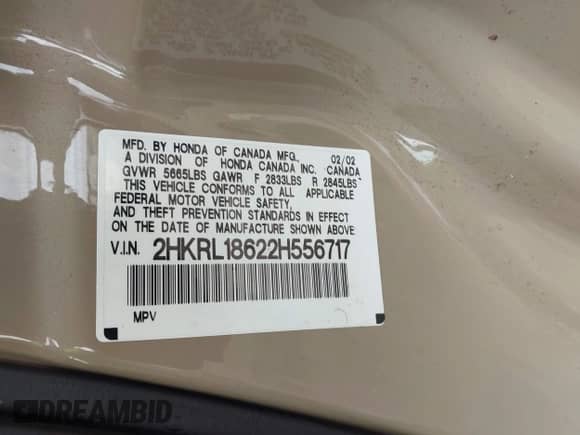 MFD. BY HONDA OF CANADA MFG., 02/02
A DIVISION OF HONDA CANADA INC. CANADA
GVWR 5665LBS GAWR F 2833LBS R 2845LBS
THIS VEHICLE CONFORMS TO ALL APPLICABLE
FEDERAL MOTOR VEHICLE SAFETY,
AND THEFT PREVENTION STANDARDS IN EFFECT
ON THE DATE OF MANUFACTURE SHOWN ABOVE
V.I.N. 2HKRL18622H556717
MPV
DREAMBID